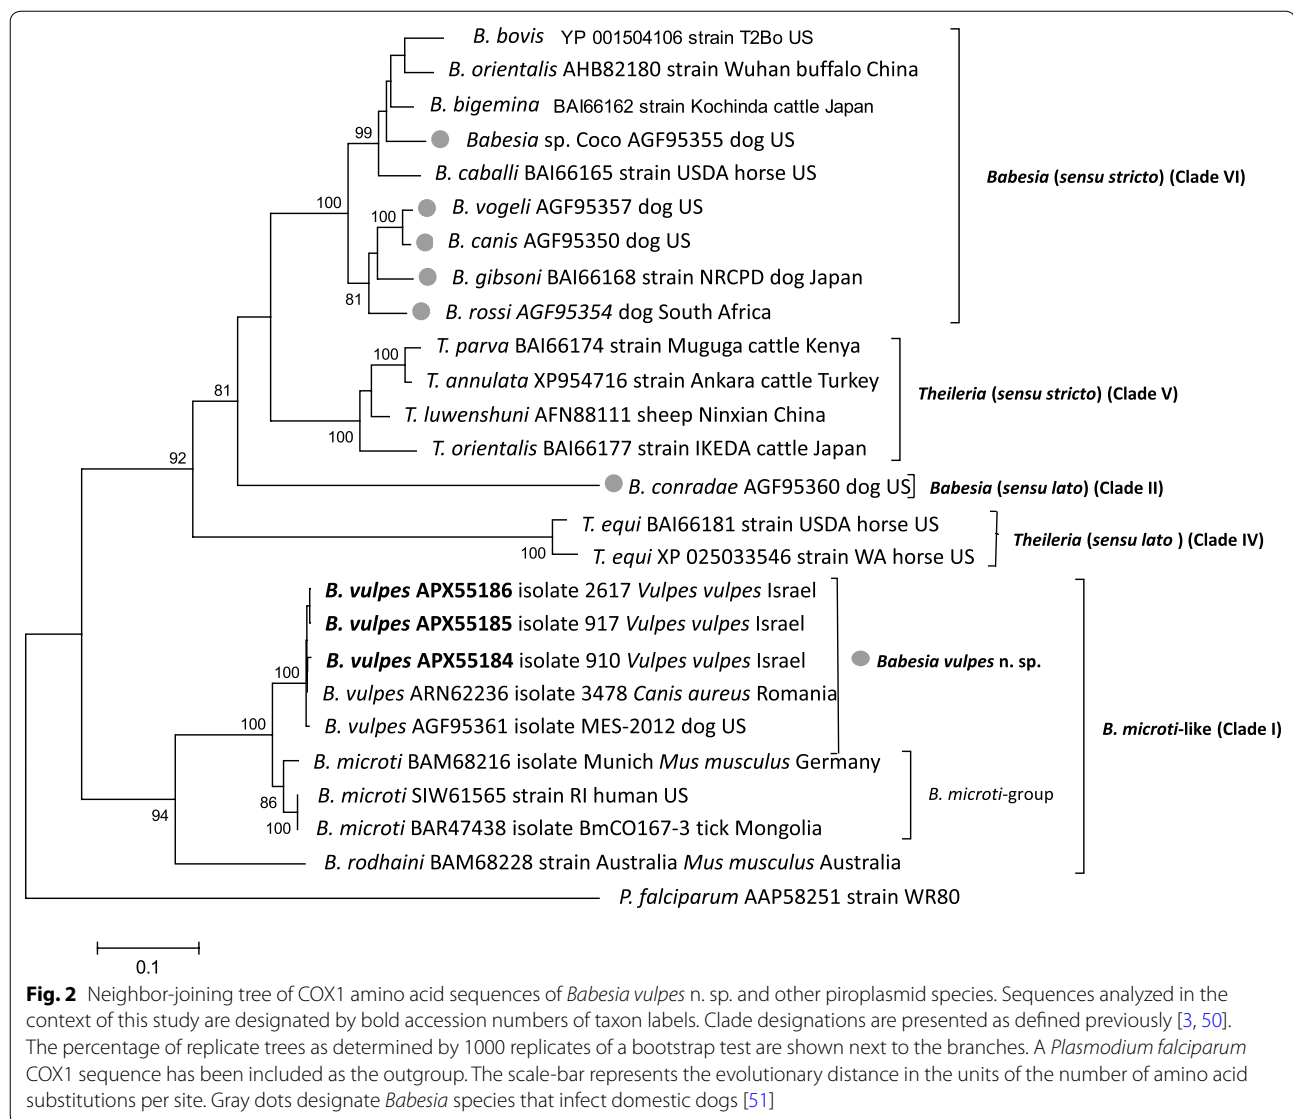 B. bovis YP 001504106 strain T2Bo US
B. orientalis AHB82180 strain Wuhan buffalo China
B. bigemina BAI66162 strain Kochinda cattle Japan
99
Babesia sp. Coco AGF95355 dog US
B. caballi BAI66165 strain USDA horse US
Babesia (sensu stricto) (Clade VI)
100
100
B. vogeli AGF95357 dog US
B. canis AGF95350 dog US
B. gibsoni BAI66168 strain NRCPD dog Japan
81
B. rossi AGF95354 dog South Africa
100
T. parva BAI66174 strain Muguga cattle Kenya
T. annulata XP954716 strain Ankara cattle Turkey
81
Theileria (sensu stricto) (Clade V)
T. luwenshuni AFN88111 sheep Ninxian China
100
T. orientalis BAI66177 strain IKEDA cattle Japan
92
B. conradae AGF95360 dog US
Babesia (sensu lato) (Clade II)
T. equi BAI66181 strain USDA horse US
Theileria (sensu lato ) (Clade IV)
100
T. equi XP 025033546 strain WA horse US
B. vulpes APX55186 isolate 2617 Vulpes vulpes Israel
B. vulpes APX55185 isolate 917 Vulpes vulpes Israel
B. vulpes APX55184 isolate 910 Vulpes vulpes Israel
Babesia vulpes n. sp.
100
B. vulpes ARN62236 isolate 3478 Canis aureus Romania
100
B. vulpes AGF95361 isolate MES-2012 dog US
B. microti-like (Clade I)
B. microti BAM68216 isolate Munich Mus musculus Germany
86
B. microti SIW61565 strain RI human US
B. microti-group
94
100
B. microti BAR47438 isolate BmCO167-3 tick Mongolia
B. rodhaini BAM68228 strain Australia Mus musculus Australia
P. falciparum AAP58251 strain WR80
0.1
Fig. 2 Neighbor-joining tree of COX1 amino acid sequences of Babesia vulpes n. sp. and other piroplasmid species. Sequences analyzed in the
context of this study are designated by bold accession numbers of taxon labels. Clade designations are presented as defined previously [3, 50].
The percentage of replicate trees as determined by 1000 replicates of a bootstrap test are shown next to the branches. A Plasmodium falciparum
COX1 sequence has been included as the outgroup. The scale-bar represents the evolutionary distance in the units of the number of amino acid
substitutions per site. Gray dots designate Babesia species that infect domestic dogs [51]